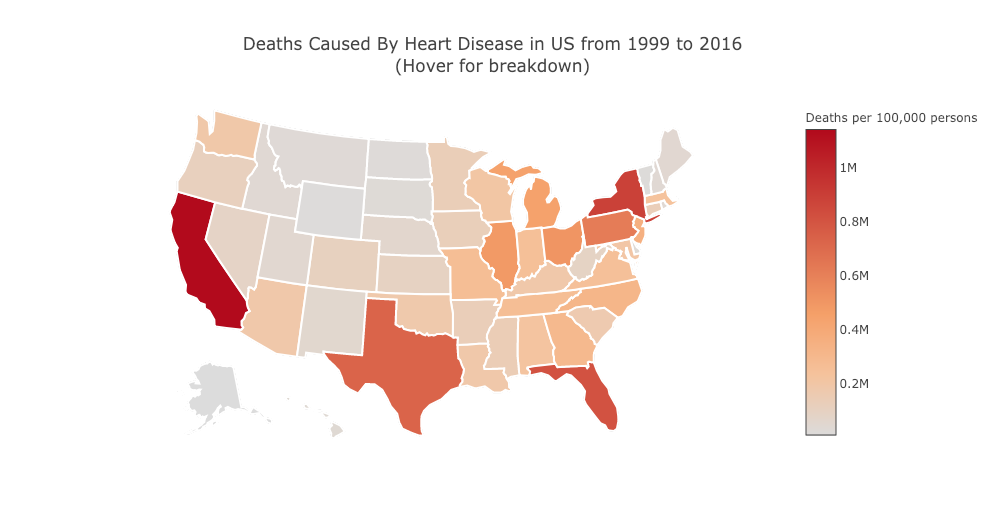 Deaths Caused By Heart Disease in US from 1999 to 2016
(Hover for breakdown)
Deaths per 100,000 persons
1M
0.8M
0.6M
0.4M
0.2M